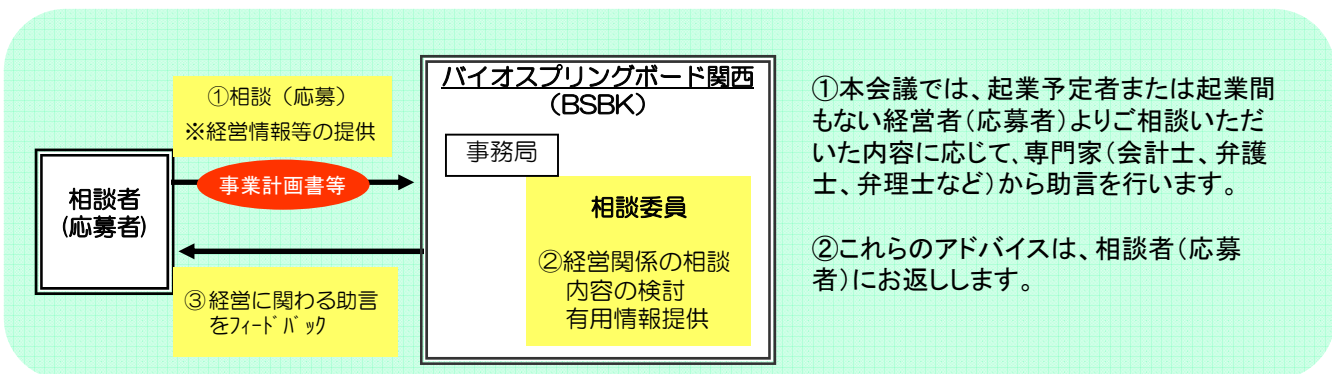 ①相談（応募）
※経営情報等の提供
事業計画書等
相談者
(応募者)
③経営に関わる助言
をﾌｨｰﾄﾞﾊﾞｯｸ
バイオスプリングボード関西
（BSBK）
事務局
相談委員
②経営関係の相談
内容の検討
有用情報提供
①本会議では、起業予定者または起業間
もない経営者（応募者）よりご相談いただ
いた内容に応じて、専門家（会計士、弁護
士、弁理士など）から助言を行います。
②これらのアドバイスは、相談者（応募
者）にお返しします。